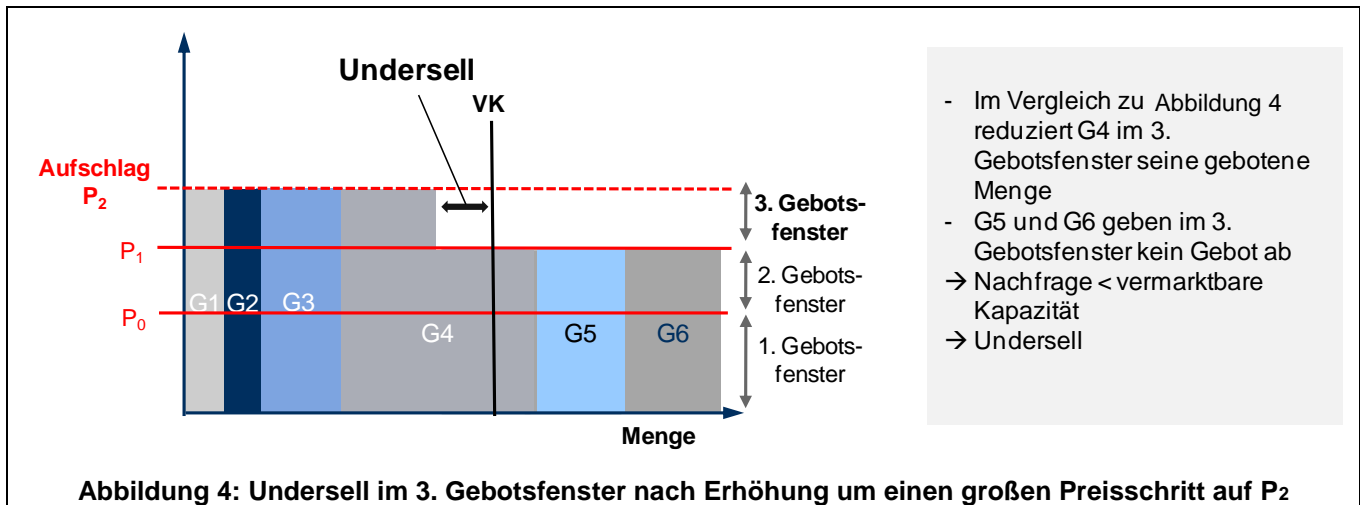 Undersell
VK
Aufschlag
P2
P1
P0
G1 G2 G3
G4 G5 G6
3. Gebots-
fenster
2. Gebots-
fenster
1. Gebots-
fenster
Menge
- Im Vergleich zu Abbildung 4
reduziert G4 im 3.
Gebotsfenster seine gebotene
Menge
- G5 und G6 geben im 3.
Gebotsfenster kein Gebot ab
→ Nachfrage < vermarktbare
Kapazität
→ Undersell
Abbildung 4: Undersell im 3. Gebotsfenster nach Erhöhung um einen großen Preisschritt auf P2